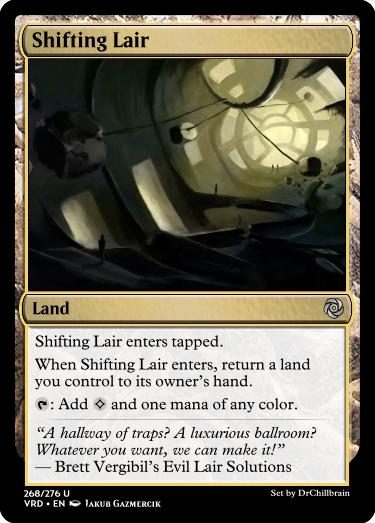 Shifting Lair
Land
Shifting Lair enters tapped.
When Shifting Lair enters, return a land
you control to its owner's hand.
: Add and one mana of any color.
"A hallway of traps? A luxurious ballroom?
Whatever you want, we can make it!"
— Brett Vergibil's Evil Lair Solutions
268/276 U
Set by DrChillbrain
VRD • EN Jakub Gazmercik